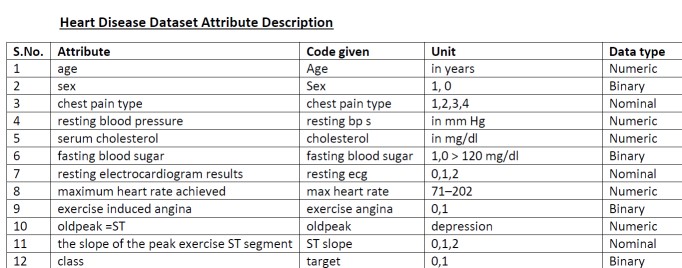 Heart Disease Dataset Attribute Description
S.No. Attribute Code given Unit Data type
1 age Age in years Numeric
2 sex Sex 1, 0 Binary
3 chest pain type chest pain type 1,2,3,4 Nominal
4 resting blood pressure resting bp s in mm Hg Numeric
5 serum cholesterol cholesterol in mg/dl Numeric
6 fasting blood sugar fasting blood sugar 1,0 > 120 mg/dl Binary
7 resting electrocardiogram results resting ecg 0,1,2 Nominal
8 maximum heart rate achieved max heart rate 71–202 Numeric
9 exercise induced angina exercise angina 0,1 Binary
10 oldpeak =ST oldpeak depression Numeric
11 the slope of the peak exercise ST segment ST slope 0,1,2 Nominal
12 class target 0,1 Binary